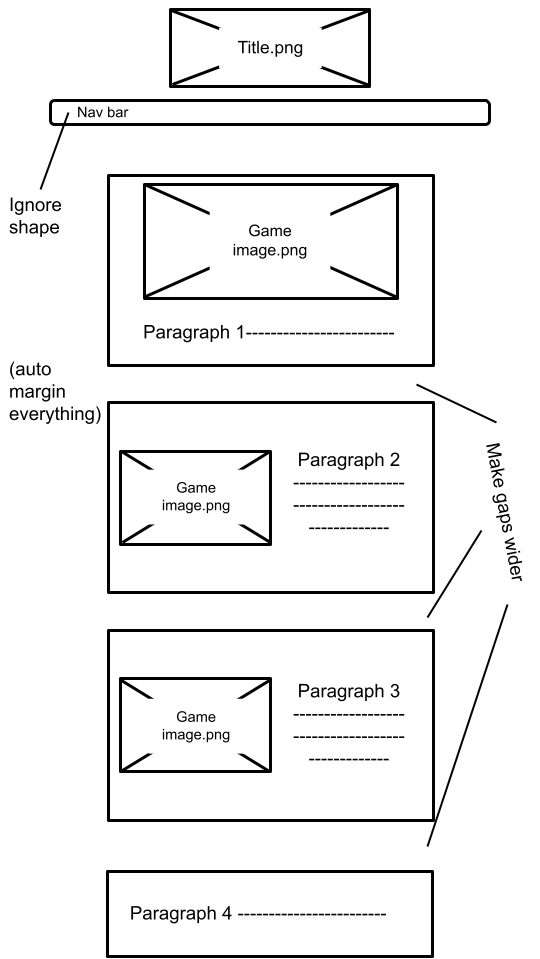 Title.png
Nav bar
Ignore
shape
Game
image.png
Paragraph 1------------------------
(auto
margin
everything)
Make gaps wider
Game
image.png
Paragraph 2
------------------
------------------
-------------
Game
image.png
Paragraph 3
------------------
------------------
-------------
Paragraph 4 ------------------------